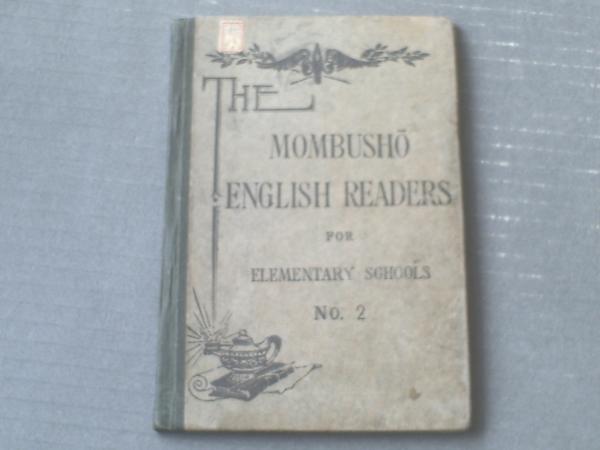 THE
MOMBUSHŌ
ENGLISH READERS
FOR
ELEMENTARY SCHOOLS
NO. 2